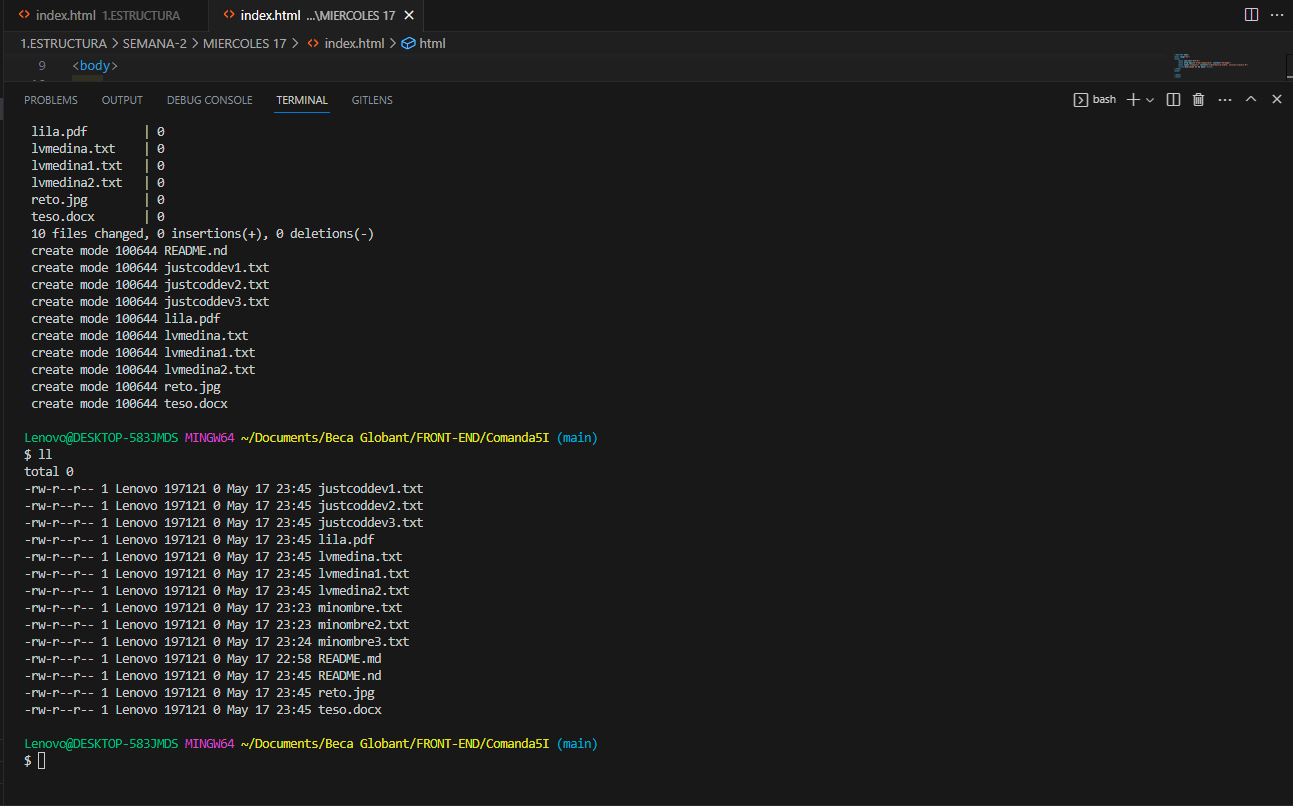 index.html 1.ESTRUCTURA index.html ...\MIERCOLES 17
1.ESTRUCTURA > SEMANA-2 > MIERCOLES 17 > index.html > html
9 <body>
PROBLEMS OUTPUT DEBUG CONSOLE TERMINAL GITLENS bash
lila.pdf | 0
lvmedina.txt | 0
lvmedina1.txt | 0
lvmedina2.txt | 0
reto.jpg | 0
teso.docx | 0
10 files changed, 0 insertions(+), 0 deletions(-)
create mode 100644 README.nd
create mode 100644 justcoddev1.txt
create mode 100644 justcoddev2.txt
create mode 100644 justcoddev3.txt
create mode 100644 lila.pdf
create mode 100644 lvmedina.txt
create mode 100644 lvmedina1.txt
create mode 100644 lvmedina2.txt
create mode 100644 reto.jpg
create mode 100644 teso.docx
Lenovo@DESKTOP-583JMDS MINGW64 ~/Documents/Beca Globant/FRONT-END/Comanda5I (main)
$ ll
total 0
-rw-r--r-- 1 Lenovo 197121 0 May 17 23:45 justcoddev1.txt
-rw-r--r-- 1 Lenovo 197121 0 May 17 23:45 justcoddev2.txt
-rw-r--r-- 1 Lenovo 197121 0 May 17 23:45 justcoddev3.txt
-rw-r--r-- 1 Lenovo 197121 0 May 17 23:45 lila.pdf
-rw-r--r-- 1 Lenovo 197121 0 May 17 23:45 lvmedina.txt
-rw-r--r-- 1 Lenovo 197121 0 May 17 23:45 lvmedina1.txt
-rw-r--r-- 1 Lenovo 197121 0 May 17 23:45 lvmedina2.txt
-rw-r--r-- 1 Lenovo 197121 0 May 17 23:23 minombre.txt
-rw-r--r-- 1 Lenovo 197121 0 May 17 23:23 minombre2.txt
-rw-r--r-- 1 Lenovo 197121 0 May 17 23:24 minombre3.txt
-rw-r--r-- 1 Lenovo 197121 0 May 17 22:58 README.md
-rw-r--r-- 1 Lenovo 197121 0 May 17 23:45 README.nd
-rw-r--r-- 1 Lenovo 197121 0 May 17 23:45 reto.jpg
-rw-r--r-- 1 Lenovo 197121 0 May 17 23:45 teso.docx
Lenovo@DESKTOP-583JMDS MINGW64 ~/Documents/Beca Globant/FRONT-END/Comanda5I (main)
$